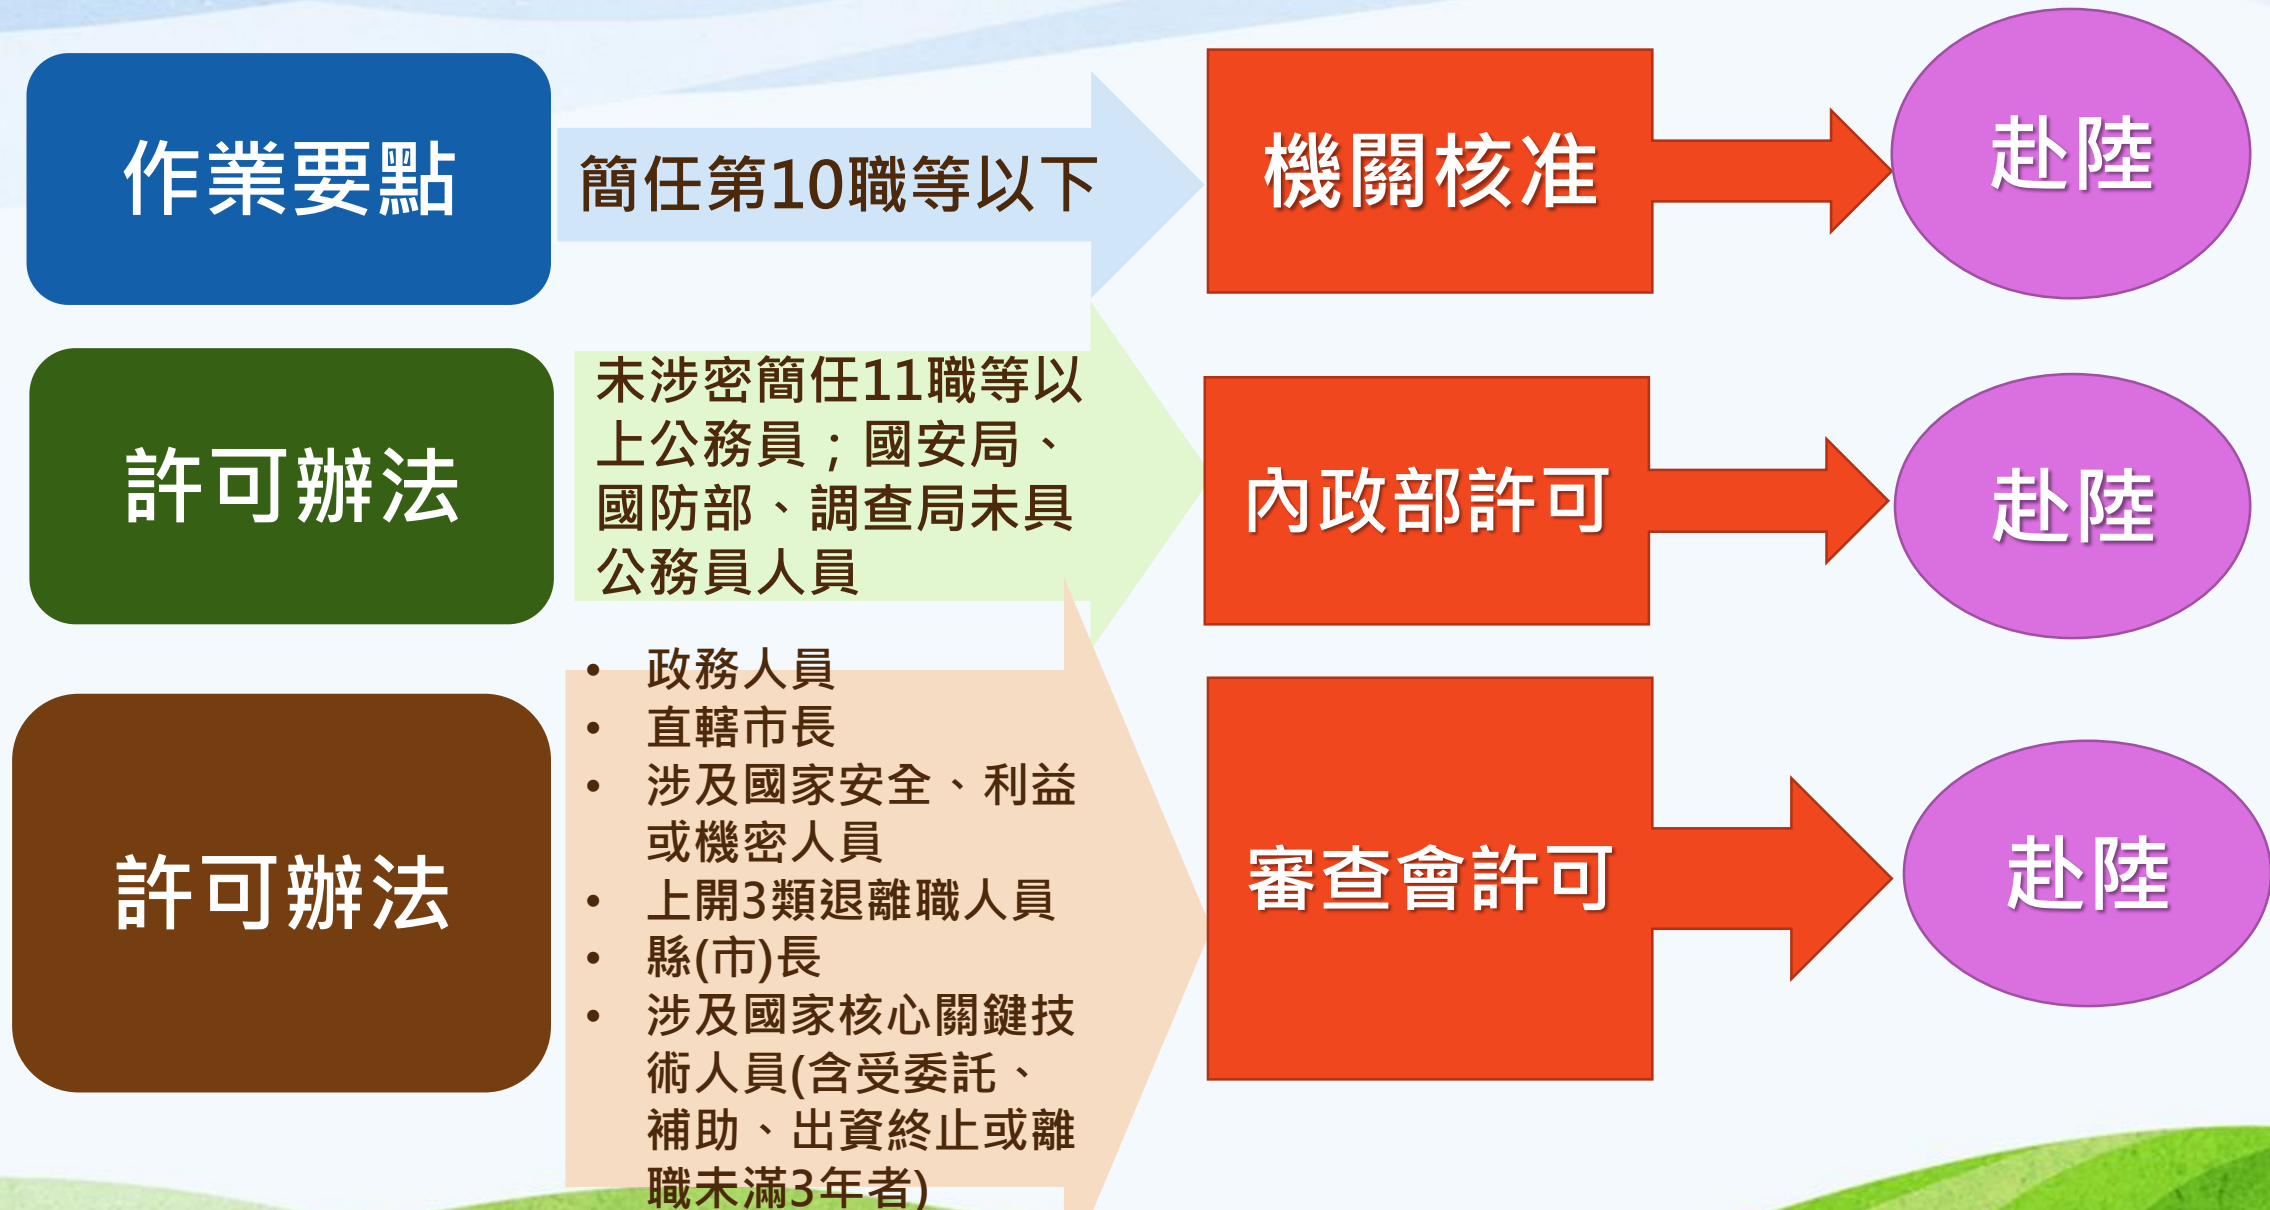 作業要點
簡任第10職等以下
機關核准
赴陸
許可辦法
未涉密簡任11職等以
上公務員；國安局、
國防部、調查局未具
公務員人員
內政部許可
赴陸
許可辦法
• 政務人員
• 直轄市長
• 涉及國家安全、利益
或機密人員
• 上開3類退離職人員
• 縣(市)長
• 涉及國家核心關鍵技
術人員(含受委託、
補助、出資終止或離
職未滿3年者)
審查會許可
赴陸